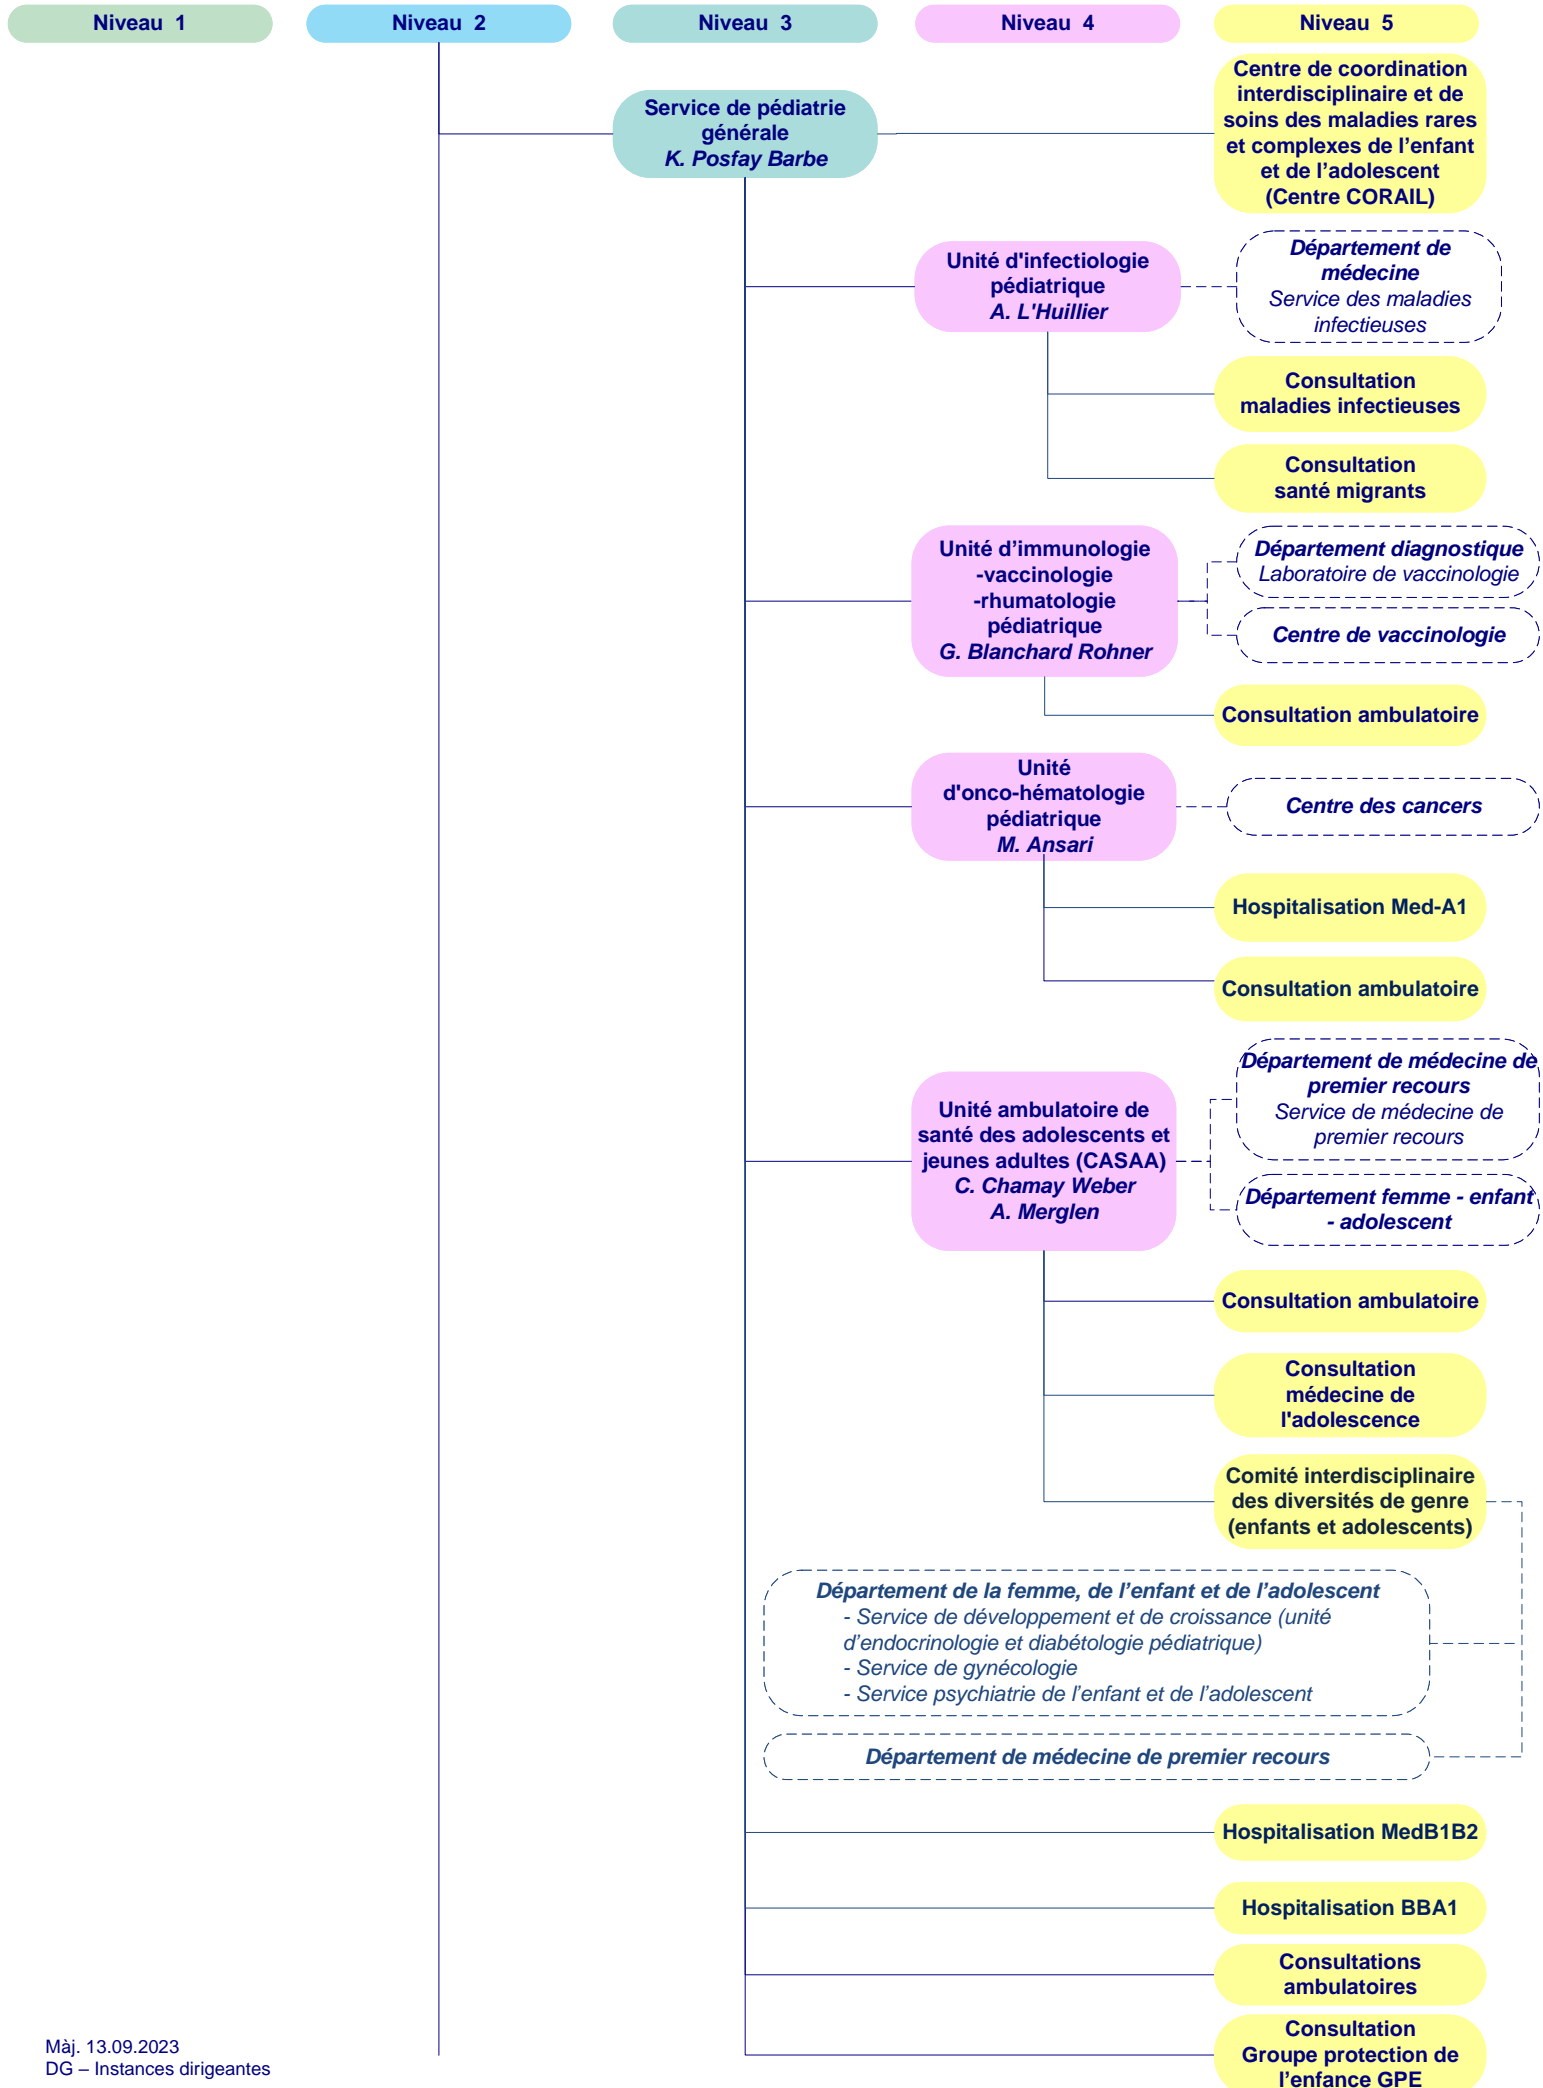 Niveau 1
Niveau 2
Niveau 3
Niveau 4
Niveau 5
Service de pédiatrie
générale
K. Posfay Barbe
Centre de coordination
interdisciplinaire et de
soins des maladies rares
et complexes de l’enfant
et de l’adolescent
(Centre CORAIL)
Unité d'infectiologie
pédiatrique
A. L'Huillier
Département de
médecine
Service des maladies
infectieuses
Consultation
maladies infectieuses
Consultation
santé migrants
Unité d’immunologie
-vaccinologie
-rhumatologie
pédiatrique
G. Blanchard Rohner
Département diagnostique
Laboratoire de vaccinologie
Centre de vaccinologie
Consultation ambulatoire
Unité
d'onco-hématologie
pédiatrique
M. Ansari
Centre des cancers
Hospitalisation Med-A1
Consultation ambulatoire
Unité ambulatoire de
santé des adolescents et
jeunes adultes (CASAA)
C. Chamay Weber
A. Merglen
Département de médecine de
premier recours
Service de médecine de
premier recours
Département femme - enfant
- adolescent
Consultation ambulatoire
Consultation
médecine de
l'adolescence
Comité interdisciplinaire
des diversités de genre
(enfants et adolescents)
Département de la femme, de l’enfant et de l’adolescent
- Service de développement et de croissance (unité
d’endocrinologie et diabétologie pédiatrique)
- Service de gynécologie
- Service psychiatrie de l’enfant et de l’adolescent
Département de médecine de premier recours
Hospitalisation MedB1B2
Hospitalisation BBA1
Consultations
ambulatoires
Consultation
Groupe protection de
l’enfance GPE
Màj. 13.09.2023
DG – Instances dirigeantes